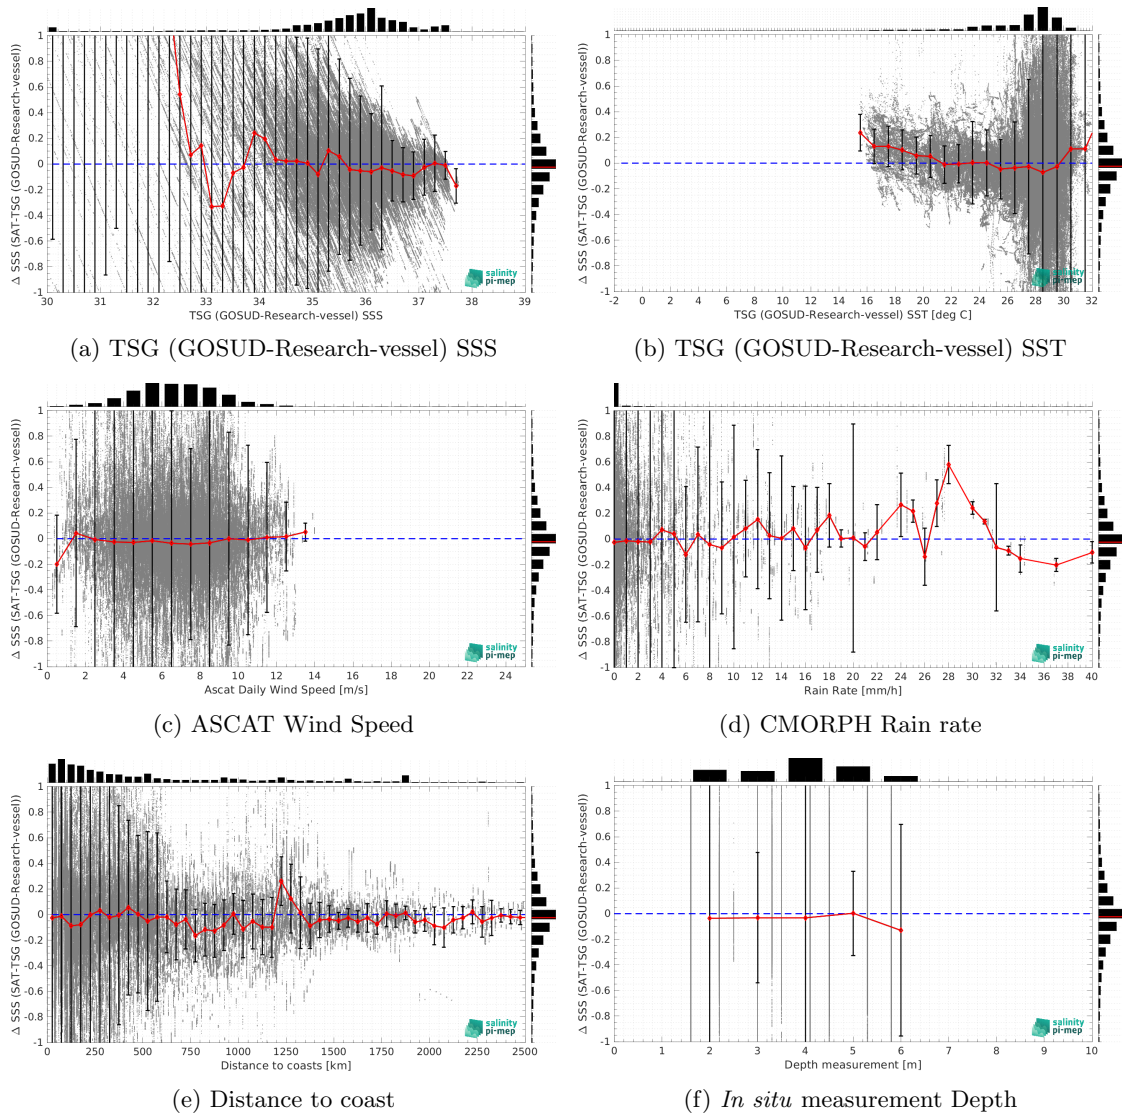 Δ SSS (SAT-TSG (GOSUD-Research-vessel))
1
0.8
0.6
0.4
0.2
0
-0.2
-0.4
-0.6
-0.8
-1
30 31 32 33 34 35 36 37 38 39
TSG (GOSUD-Research-vessel) SSS
salinity
pi-mep
(a) TSG (GOSUD-Research-vessel) SSS
Δ SSS (SAT-TSG (GOSUD-Research-vessel))
1
0.8
0.6
0.4
0.2
0
-0.2
-0.4
-0.6
-0.8
-1
-2 0 2 4 6 8 10 12 14 16 18 20 22 24 26 28 30 32
TSG (GOSUD-Research-vessel) SST [deg C]
salinity
pi-mep
(b) TSG (GOSUD-Research-vessel) SST
Δ SSS (SAT-TSG (GOSUD-Research-vessel))
1
0.8
0.6
0.4
0.2
0
-0.2
-0.4
-0.6
-0.8
-1
0 2 4 6 8 10 12 14 16 18 20 22 24
Ascat Daily Wind Speed [m/s]
salinity
pi-mep
(c) ASCAT Wind Speed
Δ SSS (SAT-TSG (GOSUD-Research-vessel))
1
0.8
0.6
0.4
0.2
0
-0.2
-0.4
-0.6
-0.8
-1
0 2 4 6 8 10 12 14 16 18 20 22 24 26 28 30 32 34 36 38 40
Rain Rate [mm/h]
salinity
pi-mep
(d) CMORPH Rain rate
Δ SSS (SAT-TSG (GOSUD-Research-vessel))
1
0.8
0.6
0.4
0.2
0
-0.2
-0.4
-0.6
-0.8
-1
0 250 500 750 1000 1250 1500 1750 2000 2250 2500
Distance to coasts [km]
salinity
pi-mep
(e) Distance to coast
Δ SSS (SAT-TSG (GOSUD-Research-vessel))
1
0.8
0.6
0.4
0.2
0
-0.2
-0.4
-0.6
-0.8
-1
0 1 2 3 4 5 6 7 8 9 10
Depth measurement [m]
salinity
pi-mep
(f) In situ measurement Depth